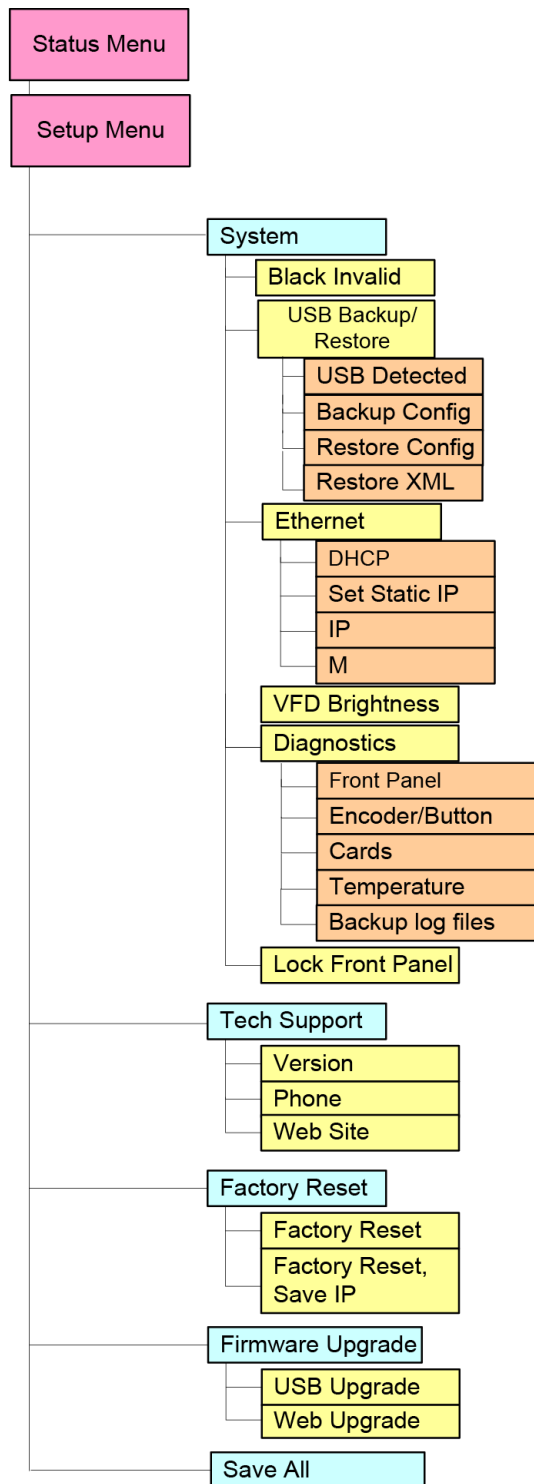 Status Menu
Setup Menu
System
Black Invalid
USB Backup/
Restore
USB Detected
Backup Config
Restore Config
Restore XML
Ethernet
DHCP
Set Static IP
IP
M
VFD Brightness
Diagnostics
Front Panel
Encoder/Button
Cards
Temperature
Backup log files
Lock Front Panel
Tech Support
Version
Phone
Web Site
Factory Reset
Factory Reset
Factory Reset,
Save IP
Firmware Upgrade
USB Upgrade
Web Upgrade
Save All